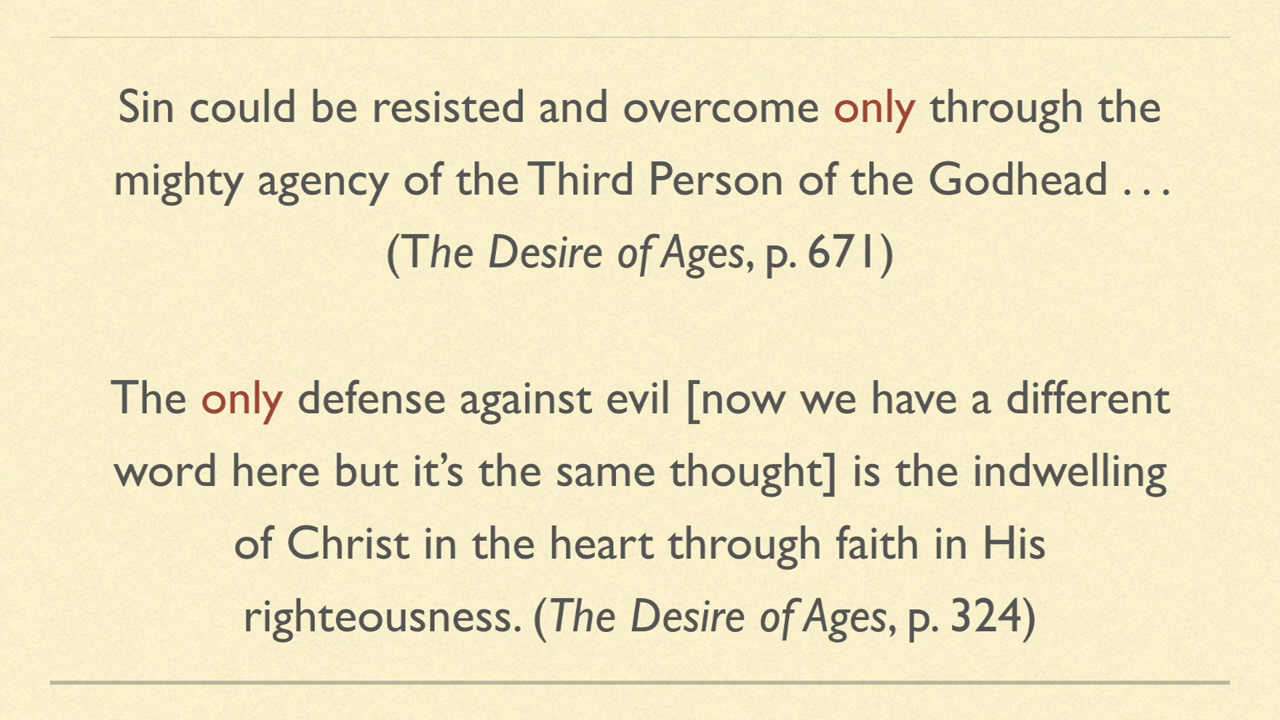 Sin could be resisted and overcome only through the
mighty agency of the Third Person of the Godhead . . .
(The Desire of Ages, p. 671)
The only defense against evil [now we have a different
word here but it’s the same thought] is the indwelling
of Christ in the heart through faith in His
righteousness. (The Desire of Ages, p. 324)